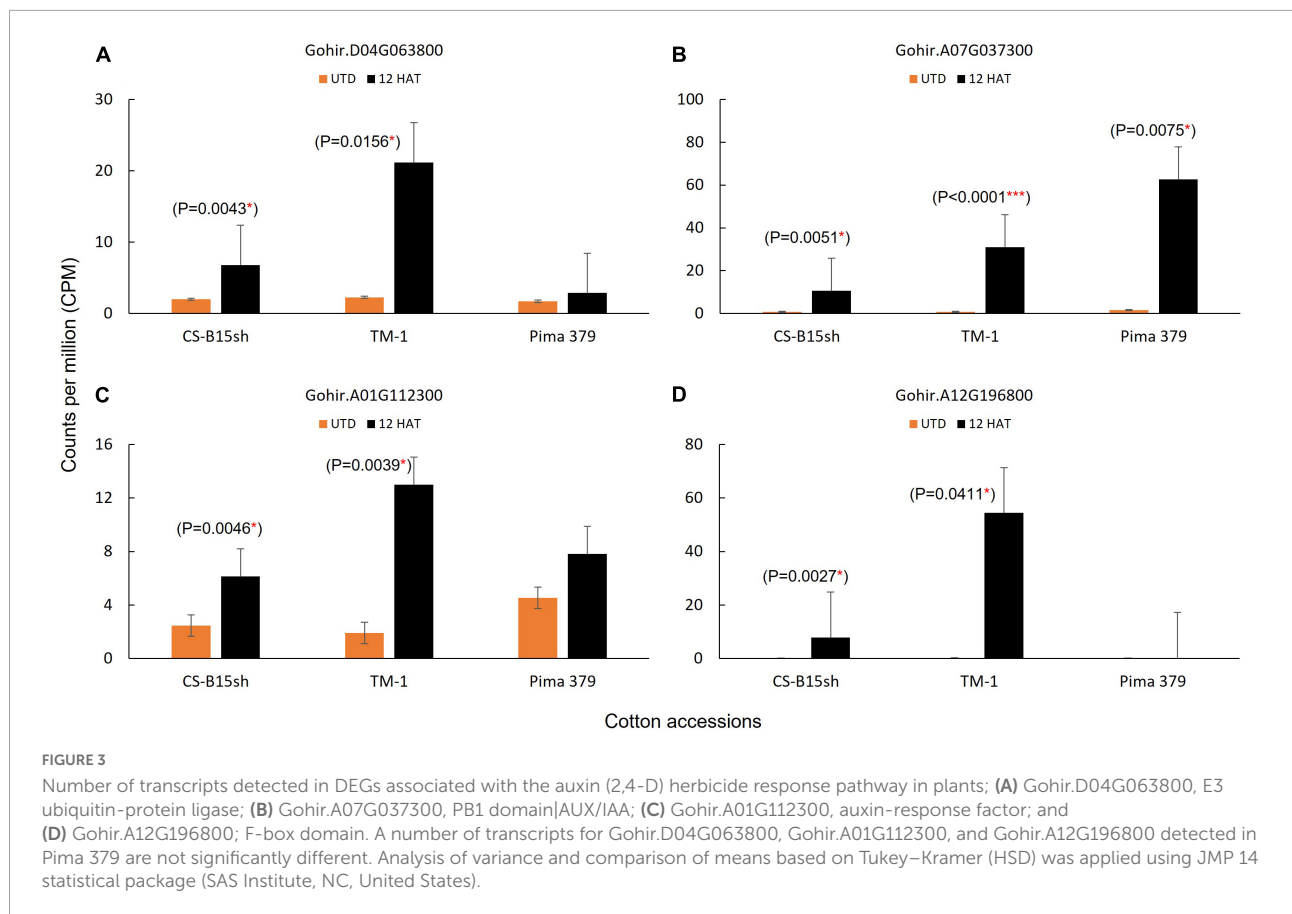 A
Gohir.D04G063800
UTD 12 HAT
30
20
10
0
(P=0.0043*)
(P=0.0156*)
CS-B15sh TM-1 Pima 379
B
Gohir.A07G037300
UTD 12 HAT
100
80
60
40
20
0
(P=0.0051*)
(P<0.0001***)
(P=0.0075*)
CS-B15sh TM-1 Pima 379
C
Gohir.A01G112300
UTD 12 HAT
16
12
8
4
0
(P=0.0046*)
(P=0.0039*)
CS-B15sh TM-1 Pima 379
D
Gohir.A12G196800
UTD 12 HAT
80
60
40
20
0
(P=0.0027*)
(P=0.0411*)
CS-B15sh TM-1 Pima 379
Counts per million (CPM)
Cotton accessions
FIGURE 3
Number of transcripts detected in DEGs associated with the auxin (2,4-D) herbicide response pathway in plants; (A) Gohir.D04G063800, E3
ubiquitin-protein ligase; (B) Gohir.A07G037300, PB1 domain|AUX/IAA; (C) Gohir.A01G112300, auxin-response factor; and
(D) Gohir.A12G196800; F-box domain. A number of transcripts for Gohir.D04G063800, Gohir.A01G112300, and Gohir.A12G196800 detected in
Pima 379 are not significantly different. Analysis of variance and comparison of means based on Tukey–Kramer (HSD) was applied using JMP 14
statistical package (SAS Institute, NC, United States).